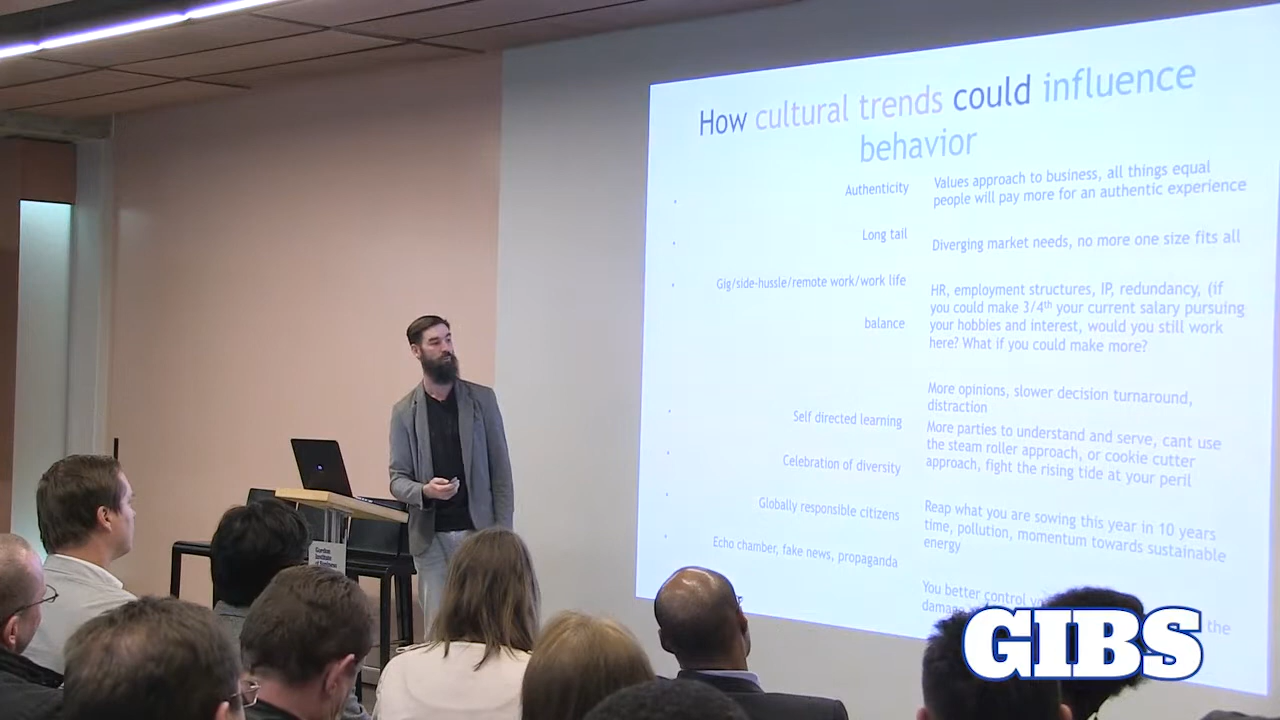 How cultural trends could influence
behavior
Authenticity
Values approach to business, all things equal
people will pay more for an authentic experience
Long tail
Diverging market needs, no more one size fits all
Gig/side-hussle/remote work/work life
balance
HR, employment structures, IP, redundancy, (if
you could make 3/4th your current salary pursuing
your hobbies and interest, would you still work
here? What if you could make more?
Self directed learning
More opinions, slower decision turnaround,
distraction
Celebration of diversity
More parties to understand and serve, cant use
the steam roller approach, or cookie cutter
approach, fight the rising tide at your peril
Globally responsible citizens
Reap what you are sowing this year in 10 years
time, pollution, momentum towards sustainable
energy
Echo chamber, fake news, propaganda
You better control
damage the
Gordon
Institute
GIBS